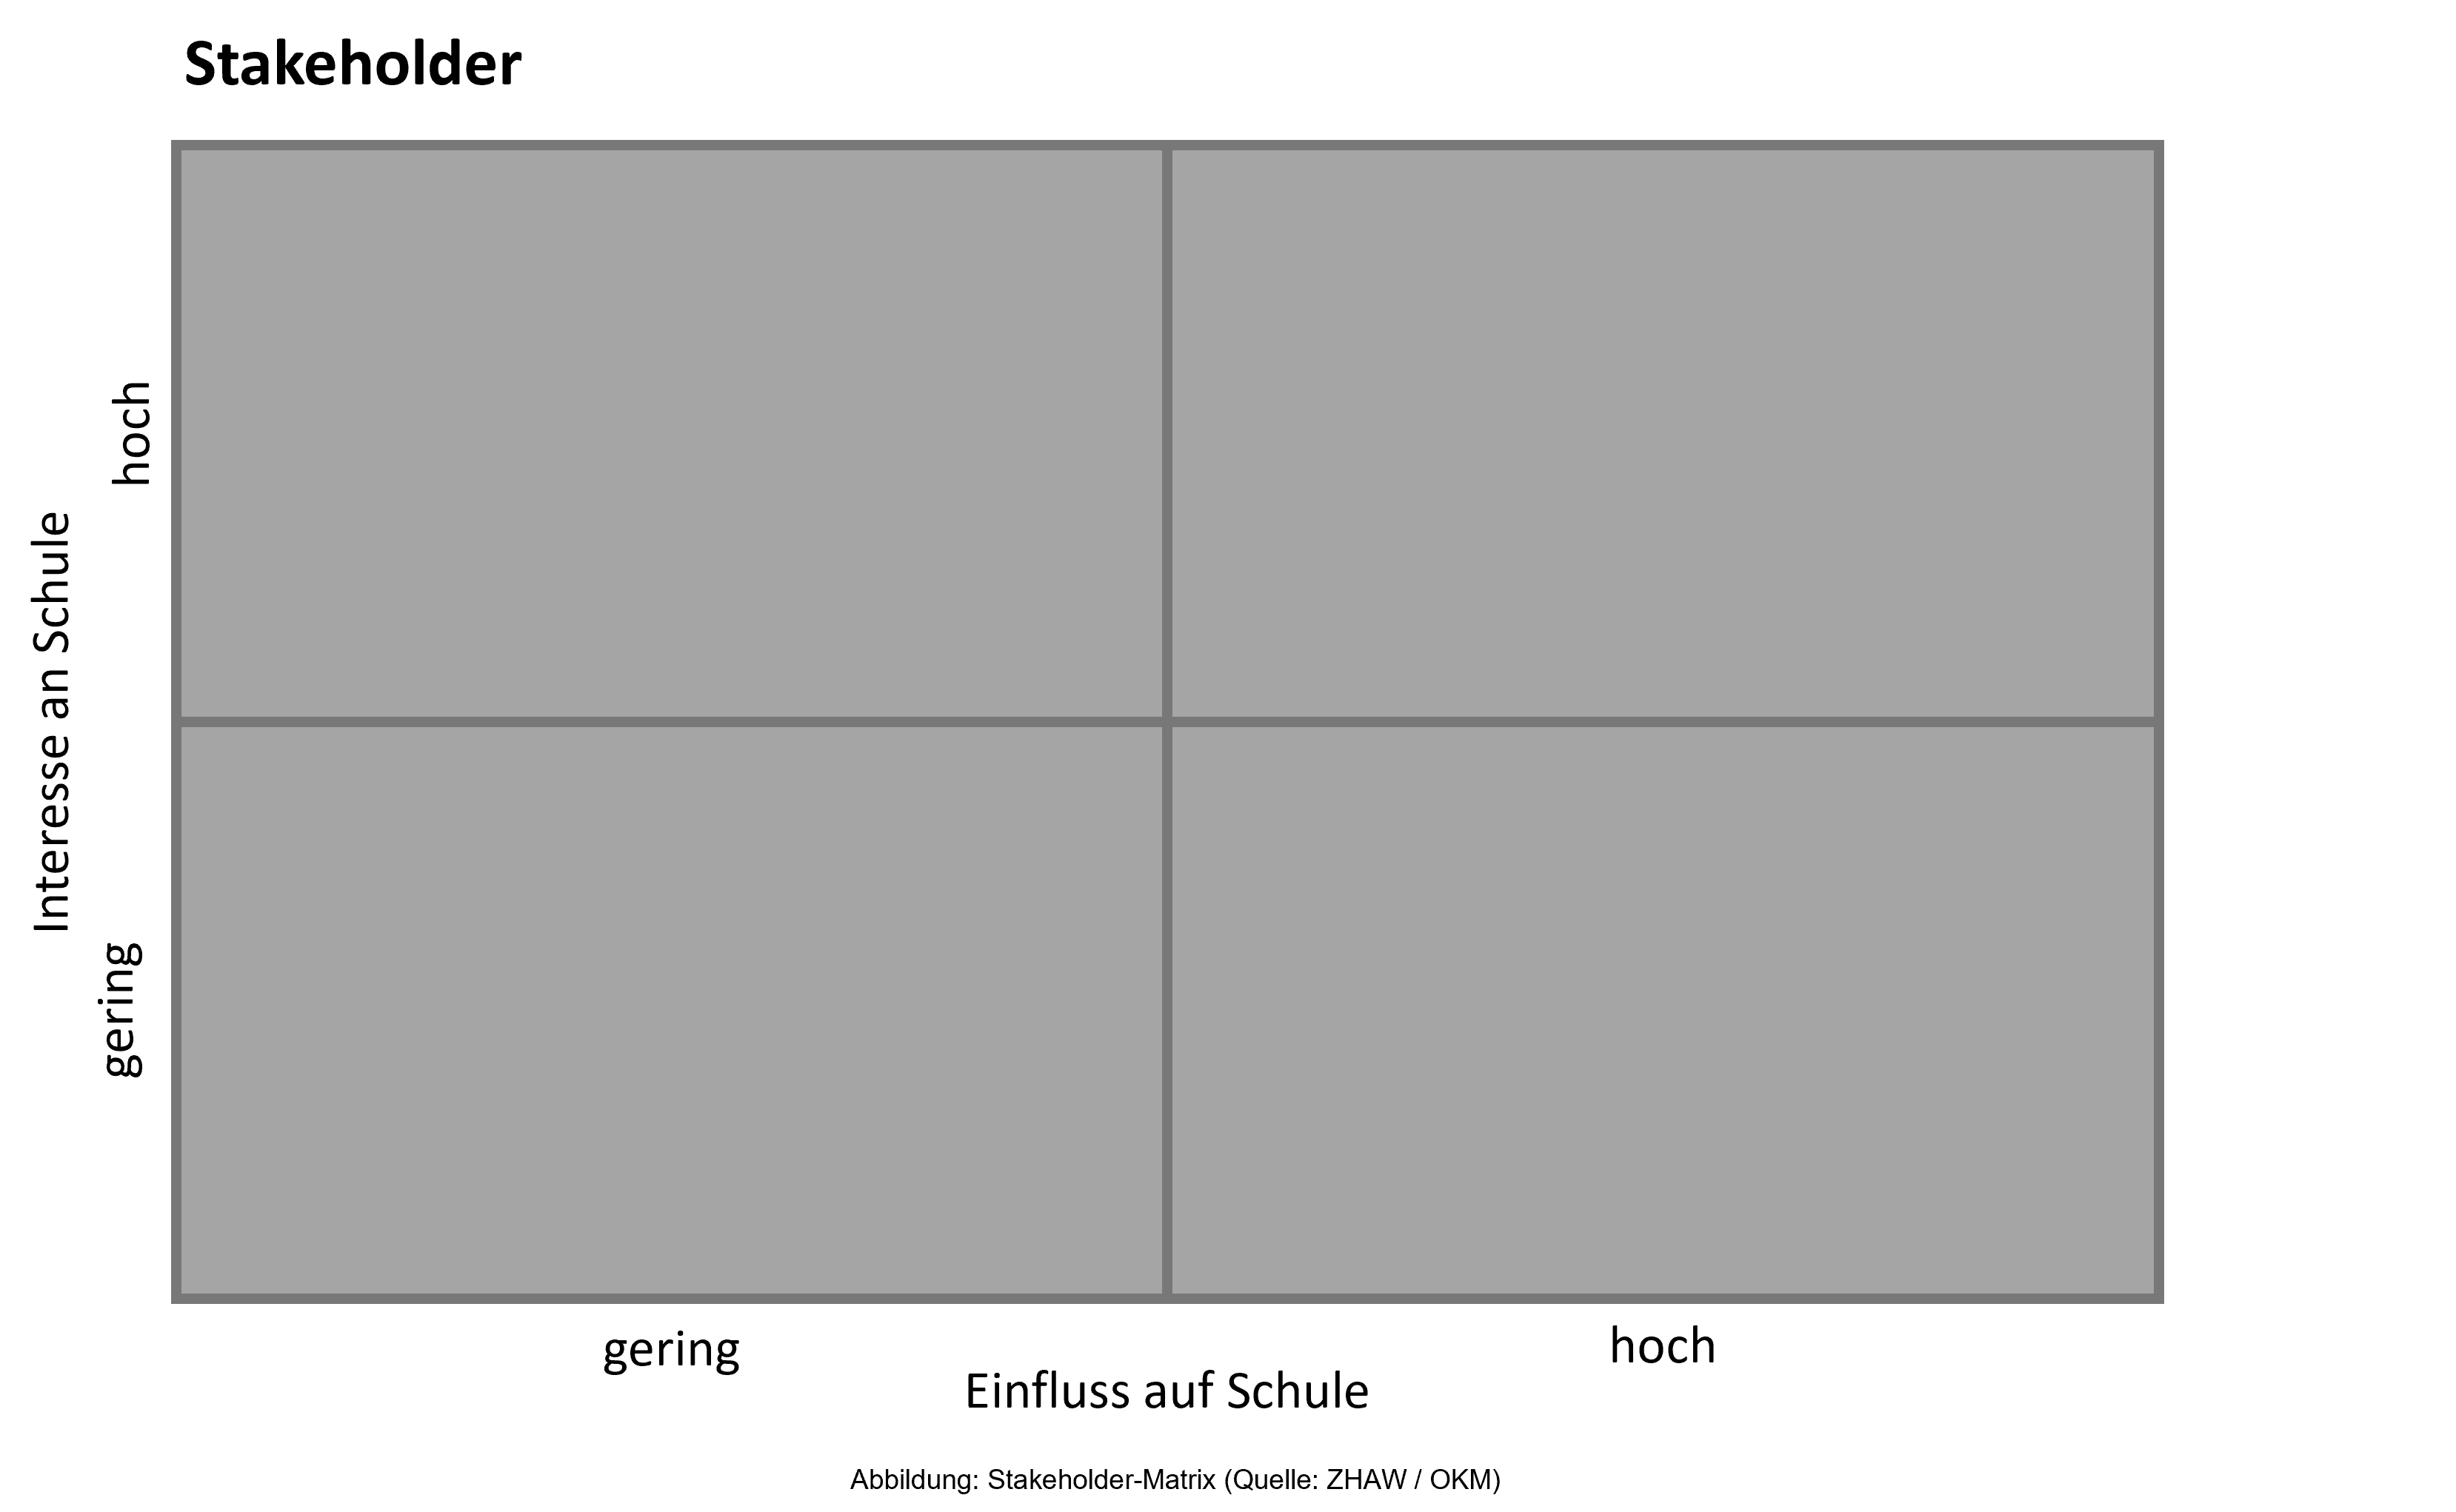 Stakeholder
hoch
Interesse an Schule
gering
gering
hoch
Einfluss auf Schule
Abbildung: Stakeholder-Matrix (Quelle: ZHAW / OKM)